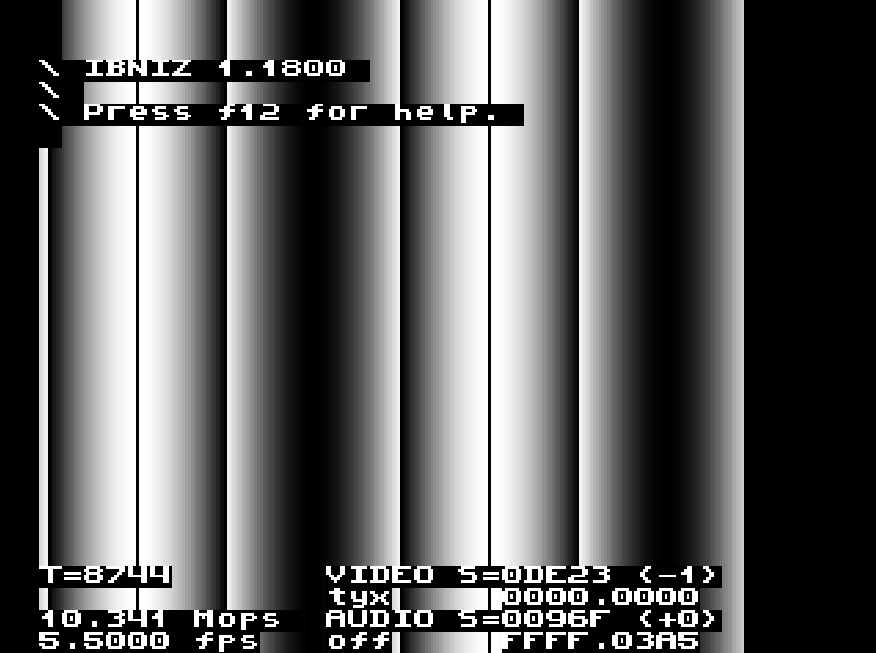 \ IBNIZ 1.1800
\
\ Press f12 for help.
T=8744 VIDEO S=0DE23 (-1)
tyx 0000.0000
10.341 Mops AUDIO S=0096F (+0)
5.5000 fps off FFFF.03A5